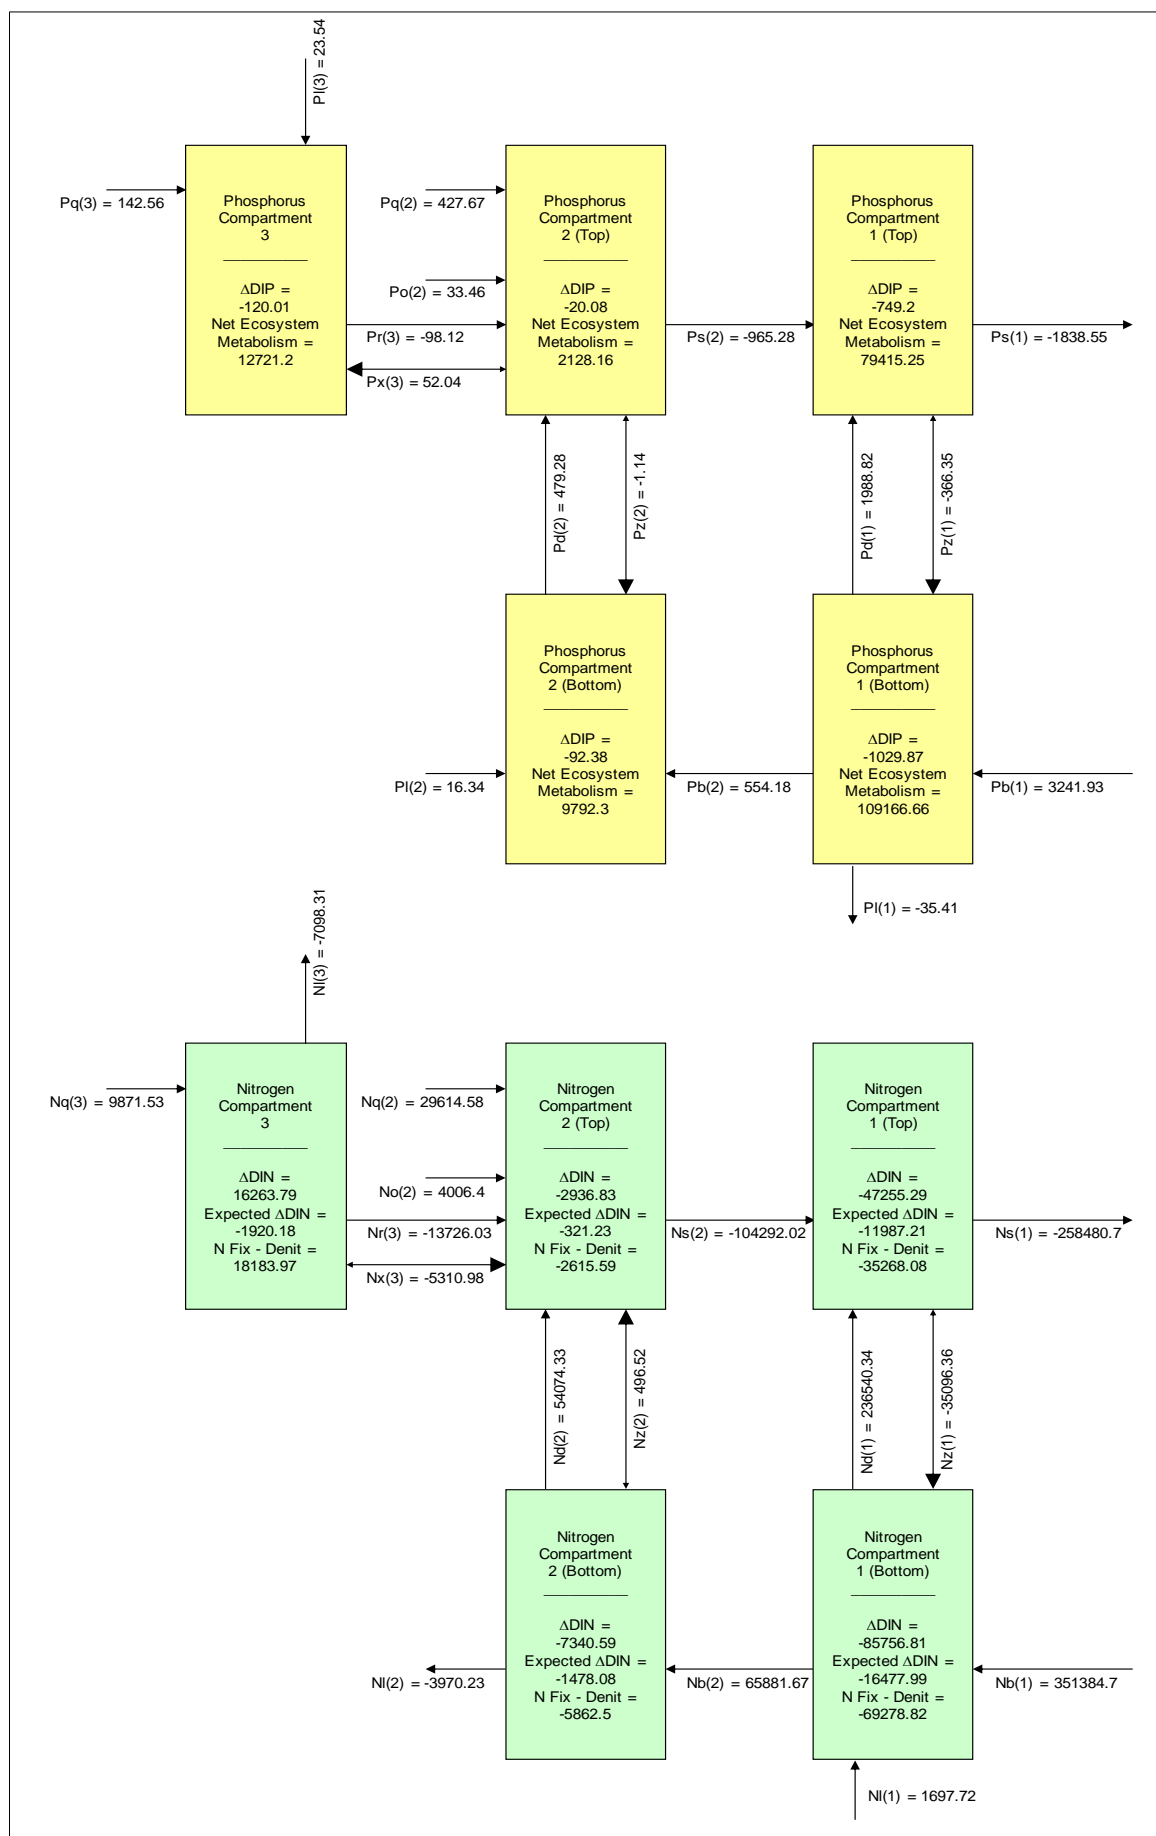 Pl(3) = 23.54
Pq(3) = 142.56
Phosphorus
Compartment
3
__________
ΔDIP =
-120.01
Net Ecosystem
Metabolism =
12721.2
Pq(2) = 427.67
Po(2) = 33.46
Pr(3) = -98.12
Px(3) = 52.04
Phosphorus
Compartment
2 (Top)
__________
ΔDIP =
-20.08
Net Ecosystem
Metabolism =
2128.16
Ps(2) = -965.28
Phosphorus
Compartment
1 (Top)
__________
ΔDIP =
-749.2
Net Ecosystem
Metabolism =
79415.25
Ps(1) = -1838.55
Pd(2) = 479.28
Pz(2) = -1.14
Pd(1) = 1988.82
Pz(1) = -366.35
Pl(2) = 16.34
Phosphorus
Compartment
2 (Bottom)
__________
ΔDIP =
-92.38
Net Ecosystem
Metabolism =
9792.3
Pb(2) = 554.18
Phosphorus
Compartment
1 (Bottom)
__________
ΔDIP =
-1029.87
Net Ecosystem
Metabolism =
109166.66
Pb(1) = 3241.93
Pl(1) = -35.41
Nl(3) = -7098.31
Nq(3) = 9871.53
Nitrogen
Compartment
3
__________
ΔDIN =
16263.79
Expected ΔDIN =
-1920.18
N Fix - Denit =
18183.97
Nq(2) = 29614.58
No(2) = 4006.4
Nr(3) = -13726.03
Nx(3) = -5310.98
Nitrogen
Compartment
2 (Top)
__________
ΔDIN =
-2936.83
Expected ΔDIN =
-321.23
N Fix - Denit =
-2615.59
Ns(2) = -104292.02
Nitrogen
Compartment
1 (Top)
__________
ΔDIN =
-47255.29
Expected ΔDIN =
-11987.21
N Fix - Denit =
-35268.08
Ns(1) = -258480.7
Nd(2) = 54074.33
Nz(2) = 496.52
Nd(1) = 236540.34
Nz(1) = -35096.36
Nl(2) = -3970.23
Nitrogen
Compartment
2 (Bottom)
__________
ΔDIN =
-7340.59
Expected ΔDIN =
-1478.08
N Fix - Denit =
-5862.5
Nb(2) = 65881.67
Nitrogen
Compartment
1 (Bottom)
__________
ΔDIN =
-85756.81
Expected ΔDIN =
-16477.99
N Fix - Denit =
-69278.82
Nb(1) = 351384.7
Nl(1) = 1697.72